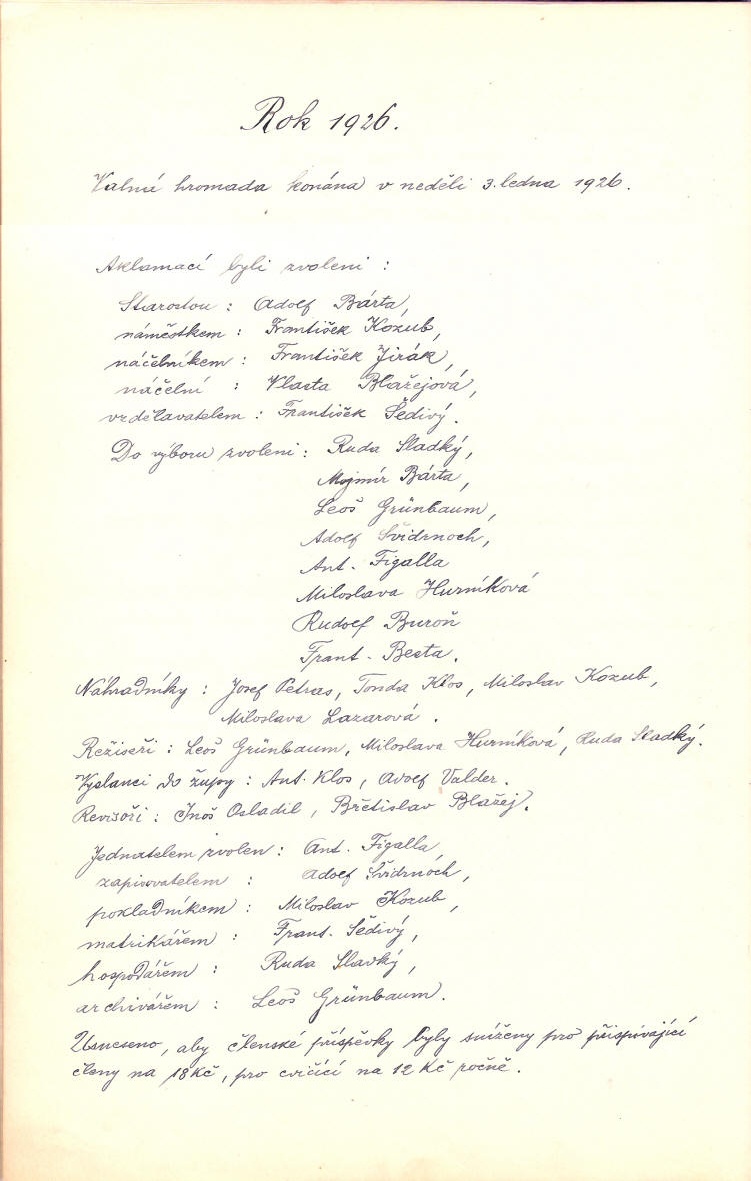 Rok 1926.
Valná hromada konána v neděli 3. ledna 1926.
Aklamací byli zvoleni :
Starostou : Adolf Bárta,
náměstkem : František Kozub,
náčelníkem : František Jirák,
náčelní : Vlasta Blažejová,
vzdělavatelem : František Šedivý.
Do výboru zvoleni : Ruda Sladký,
Mojmír Bárta,
Leoš Grünbaum,
Adolf Švidrnoch,
Ant. Figalla
Miloslava Hurníková
Rudolf Buroň
Frant. Besta.
Náhradníky : Josef Petras, Tonda Klos, Miloslav Kozub,
Miloslava Lazarová.
Režiseři : Leoš Grünbaum, Miloslava Hurníková, Ruda Sladký.
Vyslanci do župy : Ant. Klos, Adolf Valder.
Revisoři : Inoš Osladil, Břetislav Blažej.
Jednatelem zvolen : Ant. Figalla,
zapisovatelem : Adolf Švidrnoch,
pokladníkem : Miloslav Kozub,
matrikářem : Frant. Šedivý,
hospodářem : Ruda Slavký,
archivářem : Leoš Grünbaum.
Usneseno, aby členské příspěvky byly sníženy pro přispívající
členy na 18 Kč, pro cvičící na 12 Kč ročně.